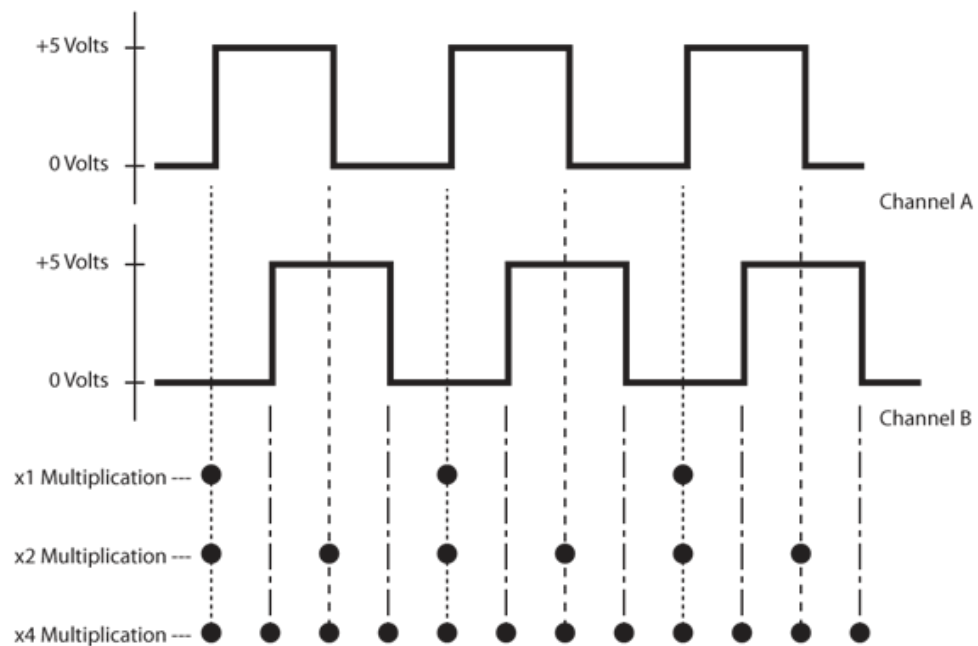 +5 Volts
0 Volts
Channel A
+5 Volts
0 Volts
Channel B
x1 Multiplication ---
x2 Multiplication ---
x4 Multiplication ---